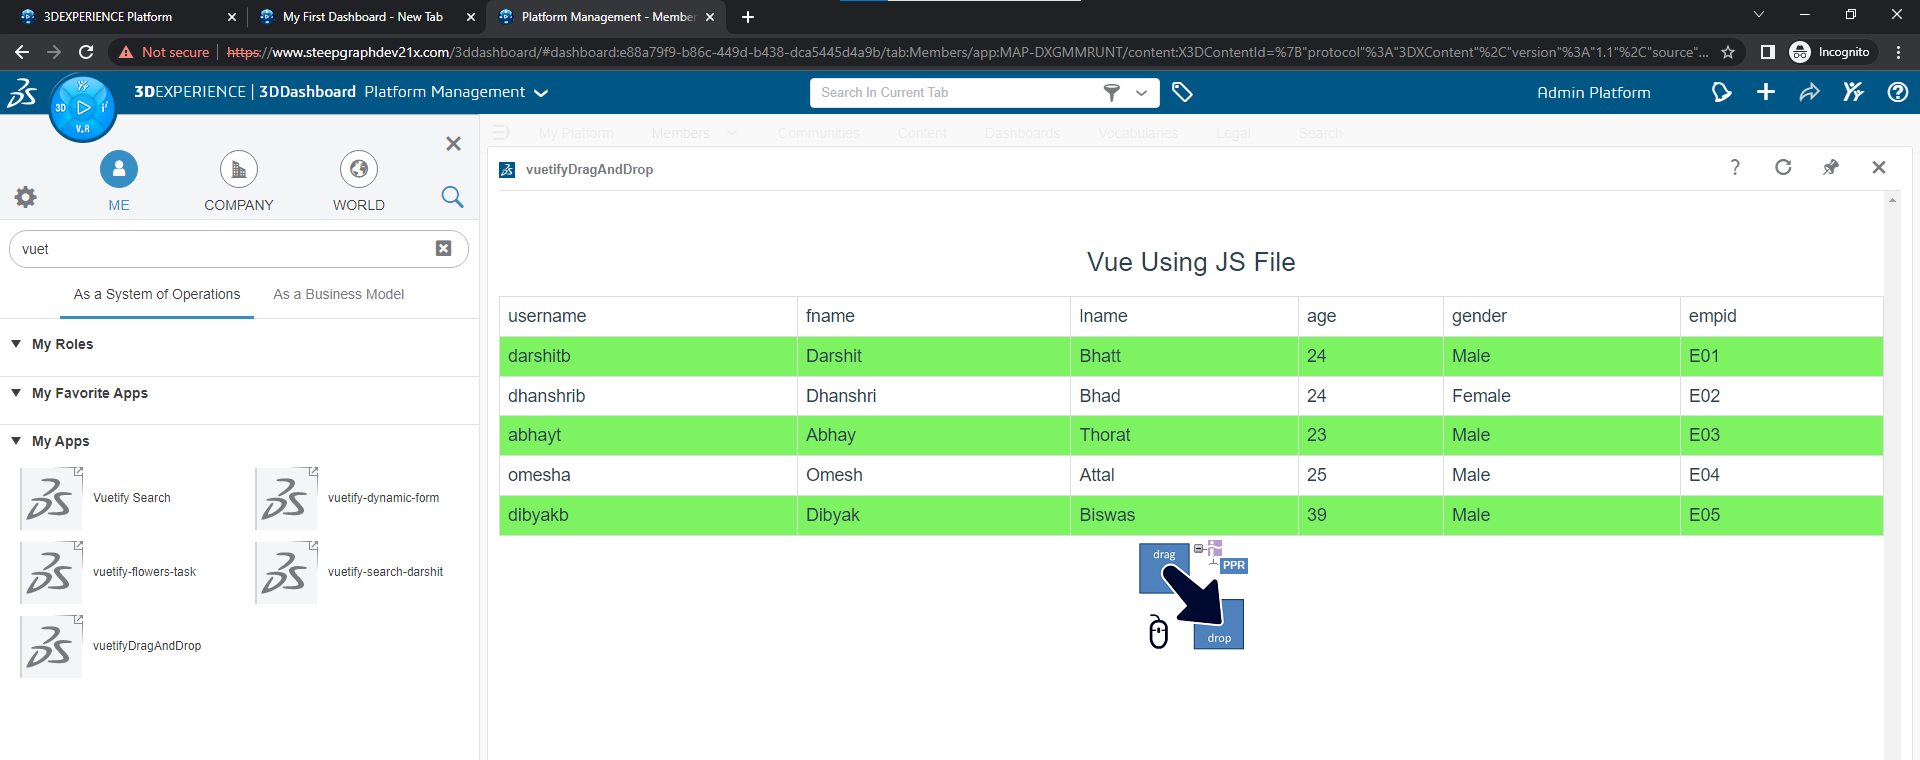 3DEXPERIENCE Platform
My First Dashboard - New Tab
Platform Management - Membe
Not secure
https://www.steepgraphdev21x.com/3ddashboard/#dashboard:e88a79f9-b86c-449d-b438-dca5445d4a9b/tab:Members/app:MAP-DXGMMRUNT/content:X3DContentId=%7B"protocol"%3A"3DXContent"%2C"version"%3A"1.1"%2C"source"...
Incognito
3D
V.R
3DEXPERIENCE | 3DDashboard Platform Management
Search In Current Tab
Admin Platform
ME
COMPANY
WORLD
vuet
As a System of Operations
As a Business Model
My Roles
My Favorite Apps
My Apps
Vuetify Search
vuetify-dynamic-form
vuetify-flowers-task
vuetify-search-darshit
vuetifyDragAndDrop
My Platform
Members
Communities
Content
Dashboards
Vocabularies
Legal
Search
vuetifyDragAndDrop
Vue Using JS File
username fname lname age gender empid
darshitb Darshit Bhatt 24 Male E01
dhanshrib Dhanshri Bhad 24 Female E02
abhayt Abhay Thorat 23 Male E03
omesha Omesh Attal 25 Male E04
dibyakb Dibyak Biswas 39 Male E05
drag
PPR
drop